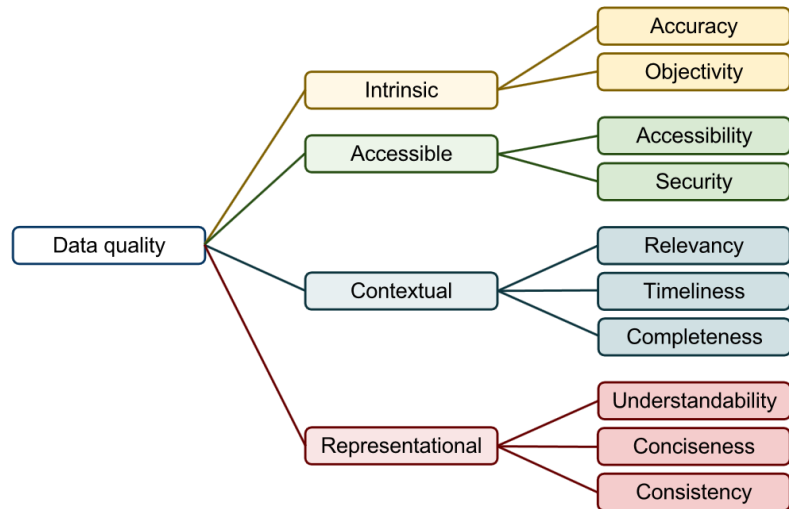 Data quality
Intrinsic
Accuracy
Objectivity
Accessible
Accessibility
Security
Contextual
Relevancy
Timeliness
Completeness
Representational
Understandability
Conciseness
Consistency